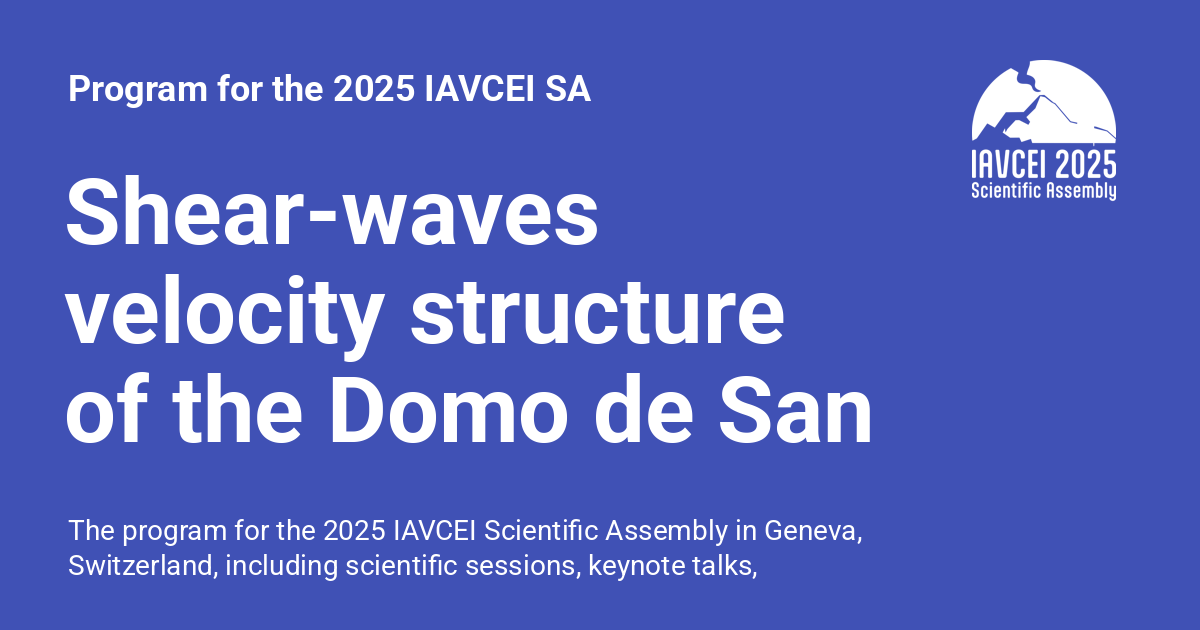 Program for the 2025 IAVCEI SA
IAVCEI 2025
Scientific Assembly
Shear-waves
velocity structure
of the Domo de San
The program for the 2025 IAVCEI Scientific Assembly in Geneva,
Switzerland, including scientific sessions, keynote talks,